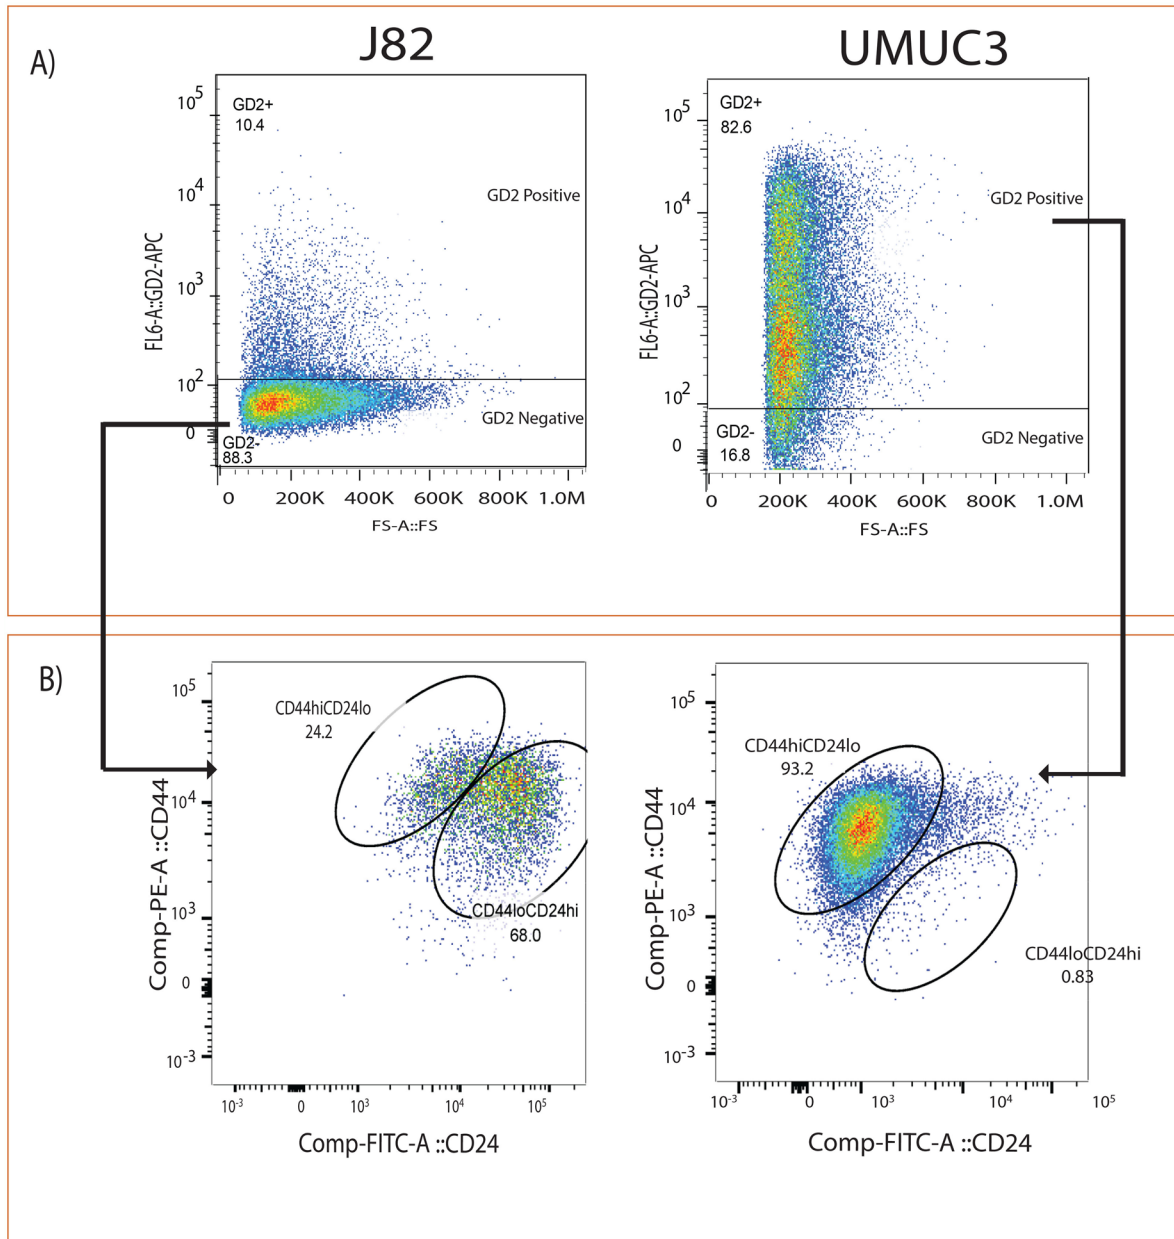 J82
UMUC3
A)
GD2+
10.4
10^5
10^4
10^3
10^2
0
GD2 Positive
GD2 Negative
GD2-
88.3
FL6-A::GD2-APC
0 200K 400K 600K 800K 1.0M
FS-A::FS
GD2+
82.6
10^5
10^4
10^3
10^2
0
GD2 Positive
GD2 Negative
GD2-
16.8
FL6-A::GD2-APC
0 200K 400K 600K 800K 1.0M
FS-A::FS
B)
CD44hiCD24lo
24.2
CD44loCD24hi
68.0
10^5
10^4
10^3
0
10^-3
Comp-PE-A ::CD44
10^-3 0 10^3 10^4 10^5
Comp-FITC-A ::CD24
CD44hiCD24lo
93.2
CD44loCD24hi
0.83
10^5
10^4
10^3
0
10^-3
Comp-PE-A ::CD44
10^-3 0 10^3 10^4 10^5
Comp-FITC-A ::CD24